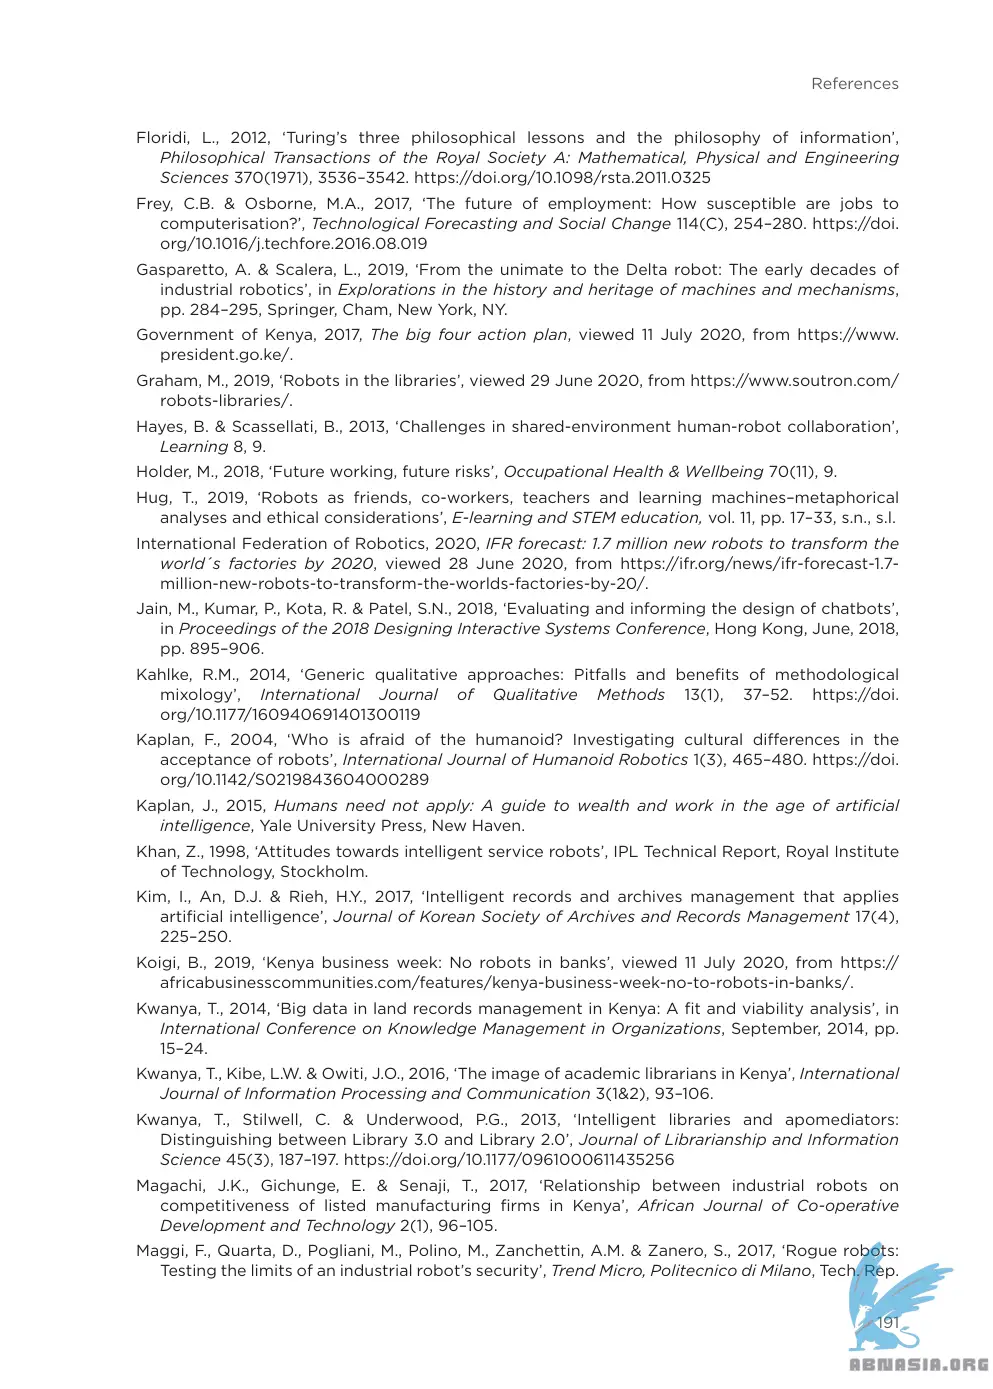 References
Floridi, L., 2012, ‘Turing’s three philosophical lessons and the philosophy of information’,
Philosophical Transactions of the Royal Society A: Mathematical, Physical and Engineering
Sciences 370(1971), 3536–3542. https://doi.org/10.1098/rsta.2011.0325
Frey, C.B. & Osborne, M.A., 2017, ‘The future of employment: How susceptible are jobs to
computerisation?’, Technological Forecasting and Social Change 114(C), 254–280. https://doi.
org/10.1016/j.techfore.2016.08.019
Gasparetto, A. & Scalera, L., 2019, ‘From the unimate to the Delta robot: The early decades of
industrial robotics’, in Explorations in the history and heritage of machines and mechanisms,
pp. 284–295, Springer, Cham, New York, NY.
Government of Kenya, 2017, The big four action plan, viewed 11 July 2020, from https://www.
president.go.ke/.
Graham, M., 2019, ‘Robots in the libraries’, viewed 29 June 2020, from https://www.soutron.com/
robots-libraries/.
Hayes, B. & Scassellati, B., 2013, ‘Challenges in shared-environment human-robot collaboration’,
Learning 8, 9.
Holder, M., 2018, ‘Future working, future risks’, Occupational Health & Wellbeing 70(11), 9.
Hug, T., 2019, ‘Robots as friends, co-workers, teachers and learning machines–metaphorical
analyses and ethical considerations’, E-learning and STEM education, vol. 11, pp. 17–33, s.n., s.l.
International Federation of Robotics, 2020, IFR forecast: 1.7 million new robots to transform the
world´s factories by 2020, viewed 28 June 2020, from https://ifr.org/news/ifr-forecast-1.7-
million-new-robots-to-transform-the-worlds-factories-by-20/.
Jain, M., Kumar, P., Kota, R. & Patel, S.N., 2018, ‘Evaluating and informing the design of chatbots’,
in Proceedings of the 2018 Designing Interactive Systems Conference, Hong Kong, June, 2018,
pp. 895–906.
Kahlke, R.M., 2014, ‘Generic qualitative approaches: Pitfalls and benefits of methodological
mixology’, International Journal of Qualitative Methods 13(1), 37–52. https://doi.
org/10.1177/160940691401300119
Kaplan, F., 2004, ‘Who is afraid of the humanoid? Investigating cultural differences in the
acceptance of robots’, International Journal of Humanoid Robotics 1(3), 465–480. https://doi.
org/10.1142/S0219843604000289
Kaplan, J., 2015, Humans need not apply: A guide to wealth and work in the age of artificial
intelligence, Yale University Press, New Haven.
Khan, Z., 1998, ‘Attitudes towards intelligent service robots’, IPL Technical Report, Royal Institute
of Technology, Stockholm.
Kim, I., An, D.J. & Rieh, H.Y., 2017, ‘Intelligent records and archives management that applies
artificial intelligence’, Journal of Korean Society of Archives and Records Management 17(4),
225–250.
Koigi, B., 2019, ‘Kenya business week: No robots in banks’, viewed 11 July 2020, from https://
africabusinesscommunities.com/features/kenya-business-week-no-to-robots-in-banks/.
Kwanya, T., 2014, ‘Big data in land records management in Kenya: A fit and viability analysis’, in
International Conference on Knowledge Management in Organizations, September, 2014, pp.
15–24.
Kwanya, T., Kibe, L.W. & Owiti, J.O., 2016, ‘The image of academic librarians in Kenya’, International
Journal of Information Processing and Communication 3(1&2), 93–106.
Kwanya, T., Stilwell, C. & Underwood, P.G., 2013, ‘Intelligent libraries and apomediators:
Distinguishing between Library 3.0 and Library 2.0’, Journal of Librarianship and Information
Science 45(3), 187–197. https://doi.org/10.1177/0961000611435256
Magachi, J.K., Gichunge, E. & Senaji, T., 2017, ‘Relationship between industrial robots on
competitiveness of listed manufacturing firms in Kenya’, African Journal of Co-operative
Development and Technology 2(1), 96–105.
Maggi, F., Quarta, D., Pogliani, M., Polino, M., Zanchettin, A.M. & Zanero, S., 2017, ‘Rogue robots:
Testing the limits of an industrial robot’s security’, Trend Micro, Politecnico di Milano, Tech. Rep.
191
ABNASIA.ORG